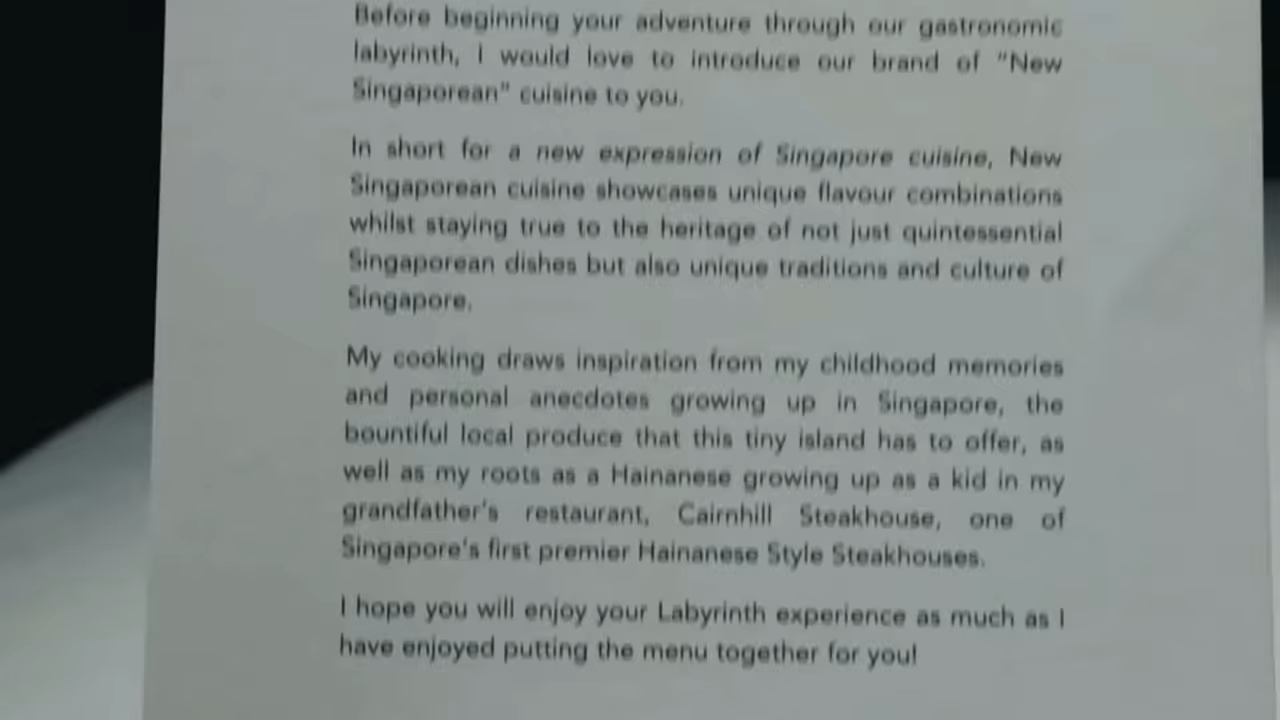 Before beginning your adventure through our gastronomic
labyrinth, I would love to introduce our brand of "New
Singaporean" cuisine to you.
In short for a new expression of Singapore cuisine, New
Singaporean cuisine showcases unique flavour combinations
whilst staying true to the heritage of not just quintessential
Singaporean dishes but also unique traditions and culture of
Singapore.
My cooking draws inspiration from my childhood memories
and personal anecdotes growing up in Singapore, the
bountiful local produce that this tiny island has to offer, as
well as my roots as a Hainanese growing up as a kid in my
grandfather's restaurant, Cairnhill Steakhouse, one of
Singapore's first premier Hainanese Style Steakhouses.
I hope you will enjoy your Labyrinth experience as much as I
have enjoyed putting the menu together for you!